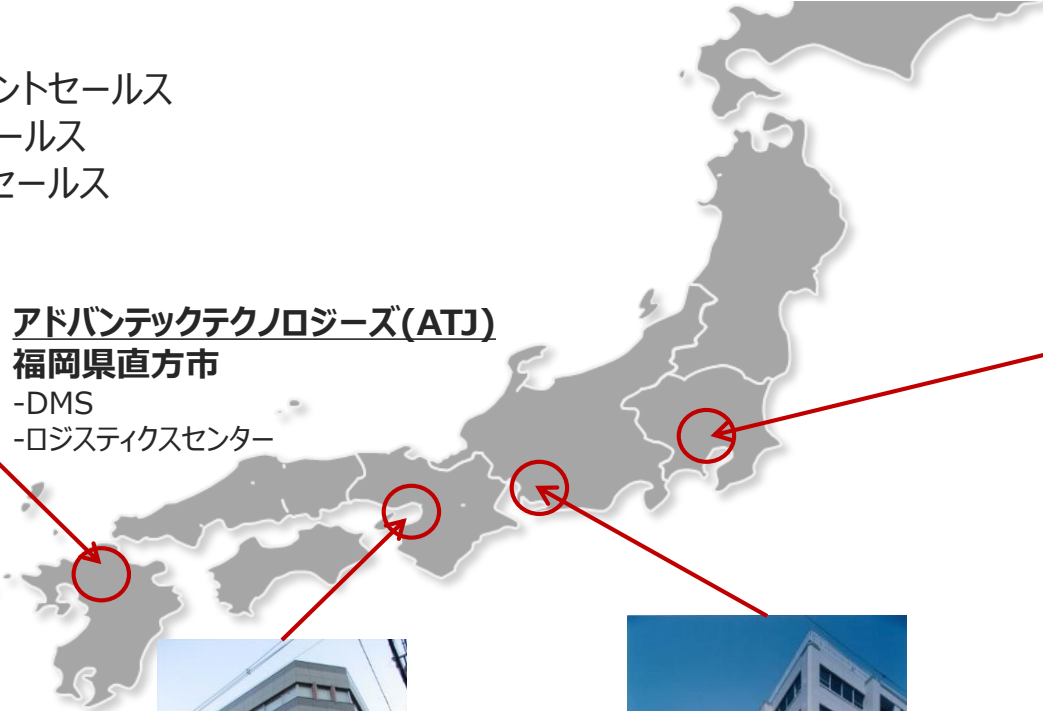 ントセールス
ールス
セールス
アドバンテックテクノロジーズ(ATJ)
福岡県直方市
-DMS
-ロジスティクスセンター